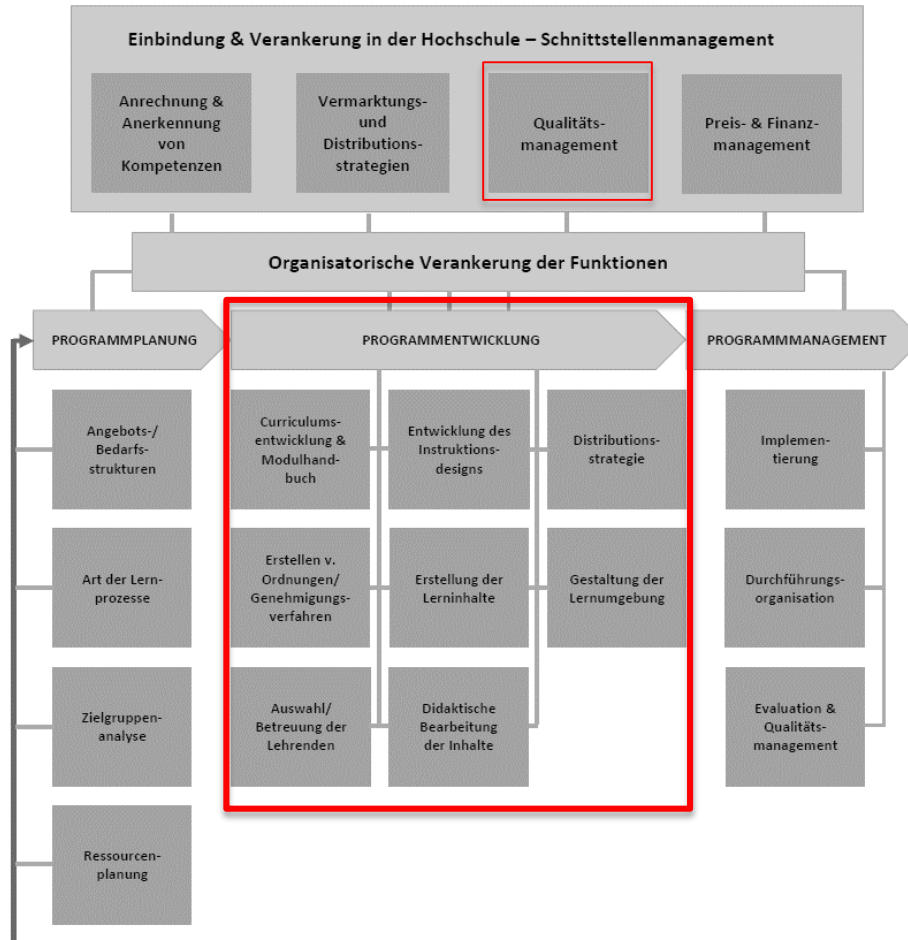 Einbindung & Verankerung in der Hochschule – Schnittstellenmanagement
Anrechnung &
Anerkennung
von
Kompetenzen
Vermarktungs-
und
Distributions-
strategien
Qualitäts-
management
Preis- & Finanz-
management
Organisatorische Verankerung der Funktionen
PROGRAMMPLANUNG
PROGRAMMENTWICKLUNG
PROGRAMMMANAGEMENT
Angebots-/
Bedarfs-
strukturen
Art der Lern-
prozesse
Zielgruppen-
analyse
Ressourcen-
planung
Curriculums-
entwicklung &
Modulhand-
buch
Erstellen v.
Ordnungen/
Genehmigungs-
verfahren
Auswahl/
Betreuung der
Lehrenden
Entwicklung des
Instruktions-
designs
Erstellung der
Lerninhalte
Didaktische
Bearbeitung
der Inhalte
Distributions-
strategie
Gestaltung der
Lernumgebung
Implemen-
tierung
Durchführungs-
organisation
Evaluation &
Qualitäts-
management